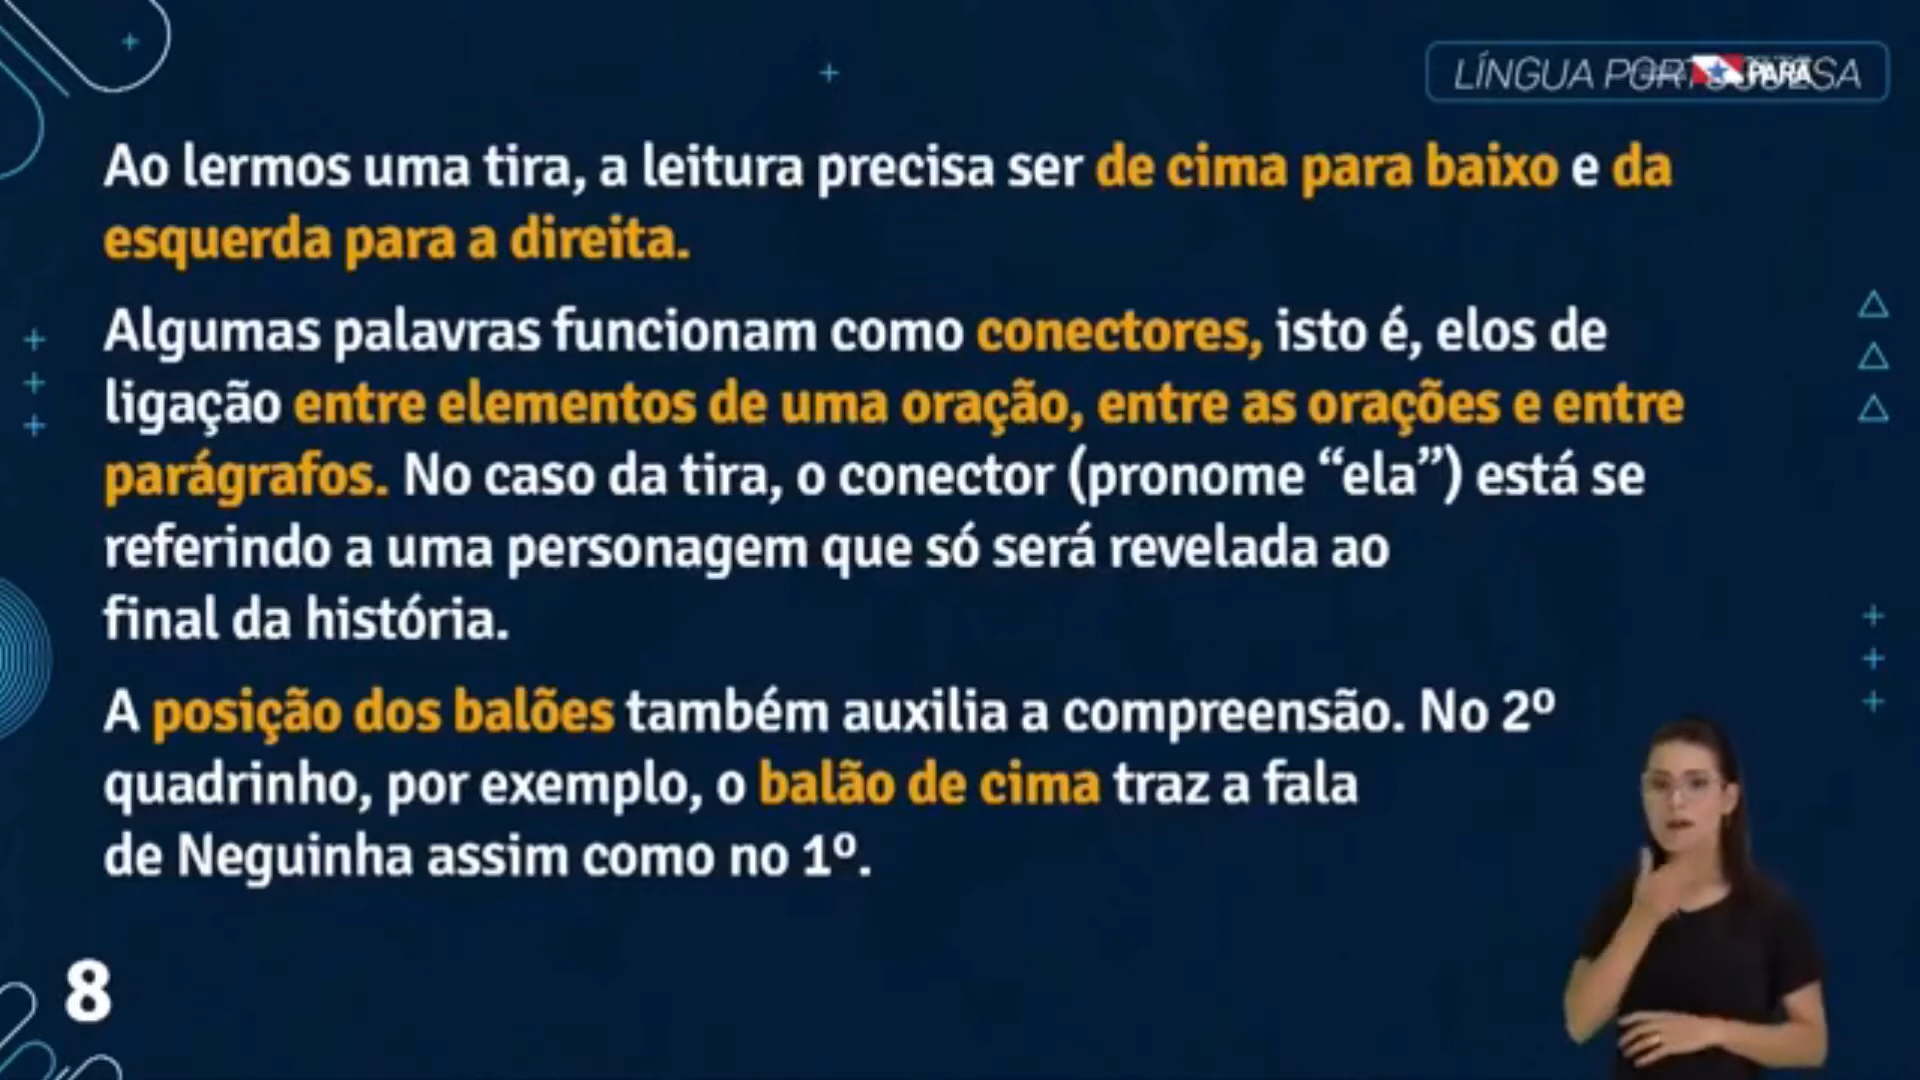 LÍNGUA PORTUGUESA
PARÁ
Ao lermos uma tira, a leitura precisa ser de cima para baixo e da
esquerda para a direita.
Algumas palavras funcionam como conectores, isto é, elos de
ligação entre elementos de uma oração, entre as orações e entre
parágrafos. No caso da tira, o conector (pronome “ela”) está se
referindo a uma personagem que só será revelada ao
final da história.
A posição dos balões também auxilia a compreensão. No 2º
quadrinho, por exemplo, o balão de cima traz a fala
de Neguinha assim como no 1º.
8